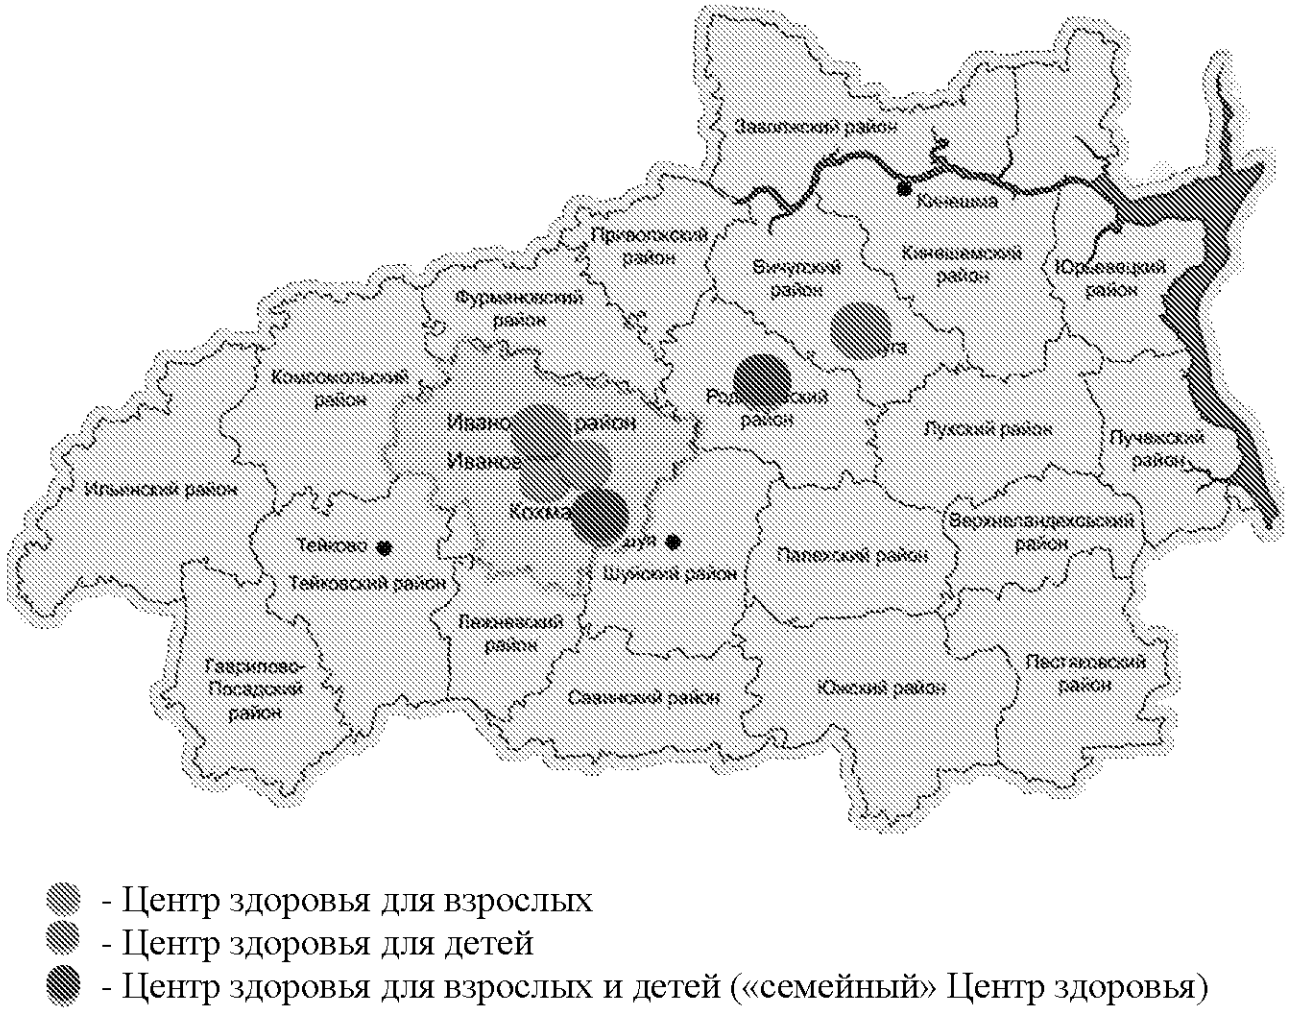 Заволжский район
Кинешма
Приволжский
район
Вичугский
район
Кинешемский
район
Юрьевецкий
район
Фурмановский
район
Комсомольский
район
район
Лухский район
Пучежский
район
Ильинский район
район
Кохма
Верхнеландеховский
район
Тейково
Тейковский район
Шуйский район
Палехский район
Лежневский
район
Гаврилово-
Посадский
район
Савинский район
Южский район
Пестяковский
район
- Центр здоровья для взрослых
- Центр здоровья для детей
- Центр здоровья для взрослых и детей («семейный» Центр здоровья)